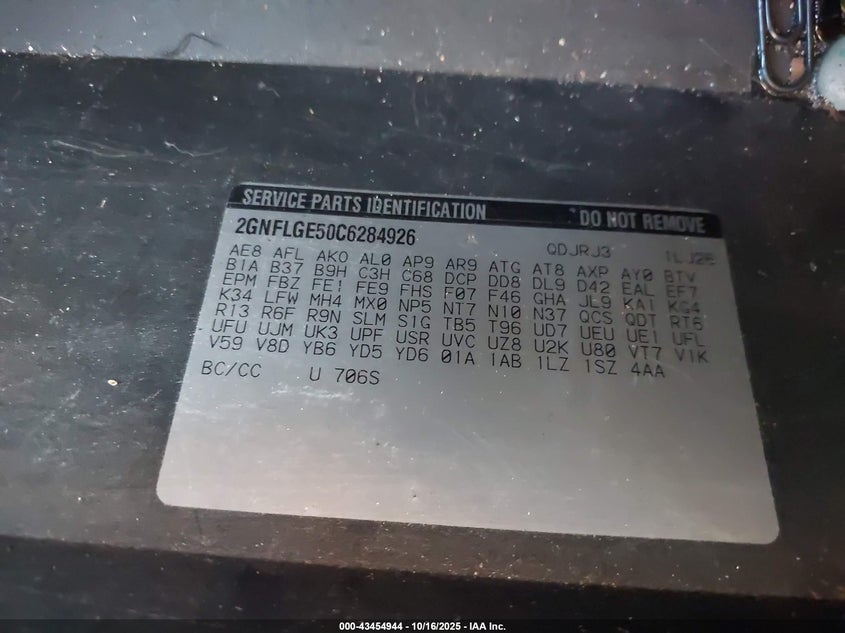 SERVICE PARTS IDENTIFICATION DO NOT REMOVE
2GNFLGE50C6284926 QDJRJ3 1LJ26
AE8 AFL AKO AL0 AP9 AR9 ATG AT8 AXP AY0 BTV
B1A B37 B9H C3H C68 DCP DD8 DL9 D42 EAL EF7
EPM FBZ FE1 FE9 FHS F07 F46 GHA JL9 KA1 KG4
K34 LFW MH4 MX0 NP5 NT7 N10 N37 QCS QDT RT6
R13 R6F R9N SLM S1G TB5 T96 UD7 UEU UE1 UFL
UFU UJM UK3 UPF USR UVC UZ8 U2K U80 VT7 V1K
V59 V8D YB6 YD5 YD6 01A 1AB 1LZ 1SZ 4AA
BC/CC U 706S
000-43454944 - 10/16/2025 - IAA Inc.